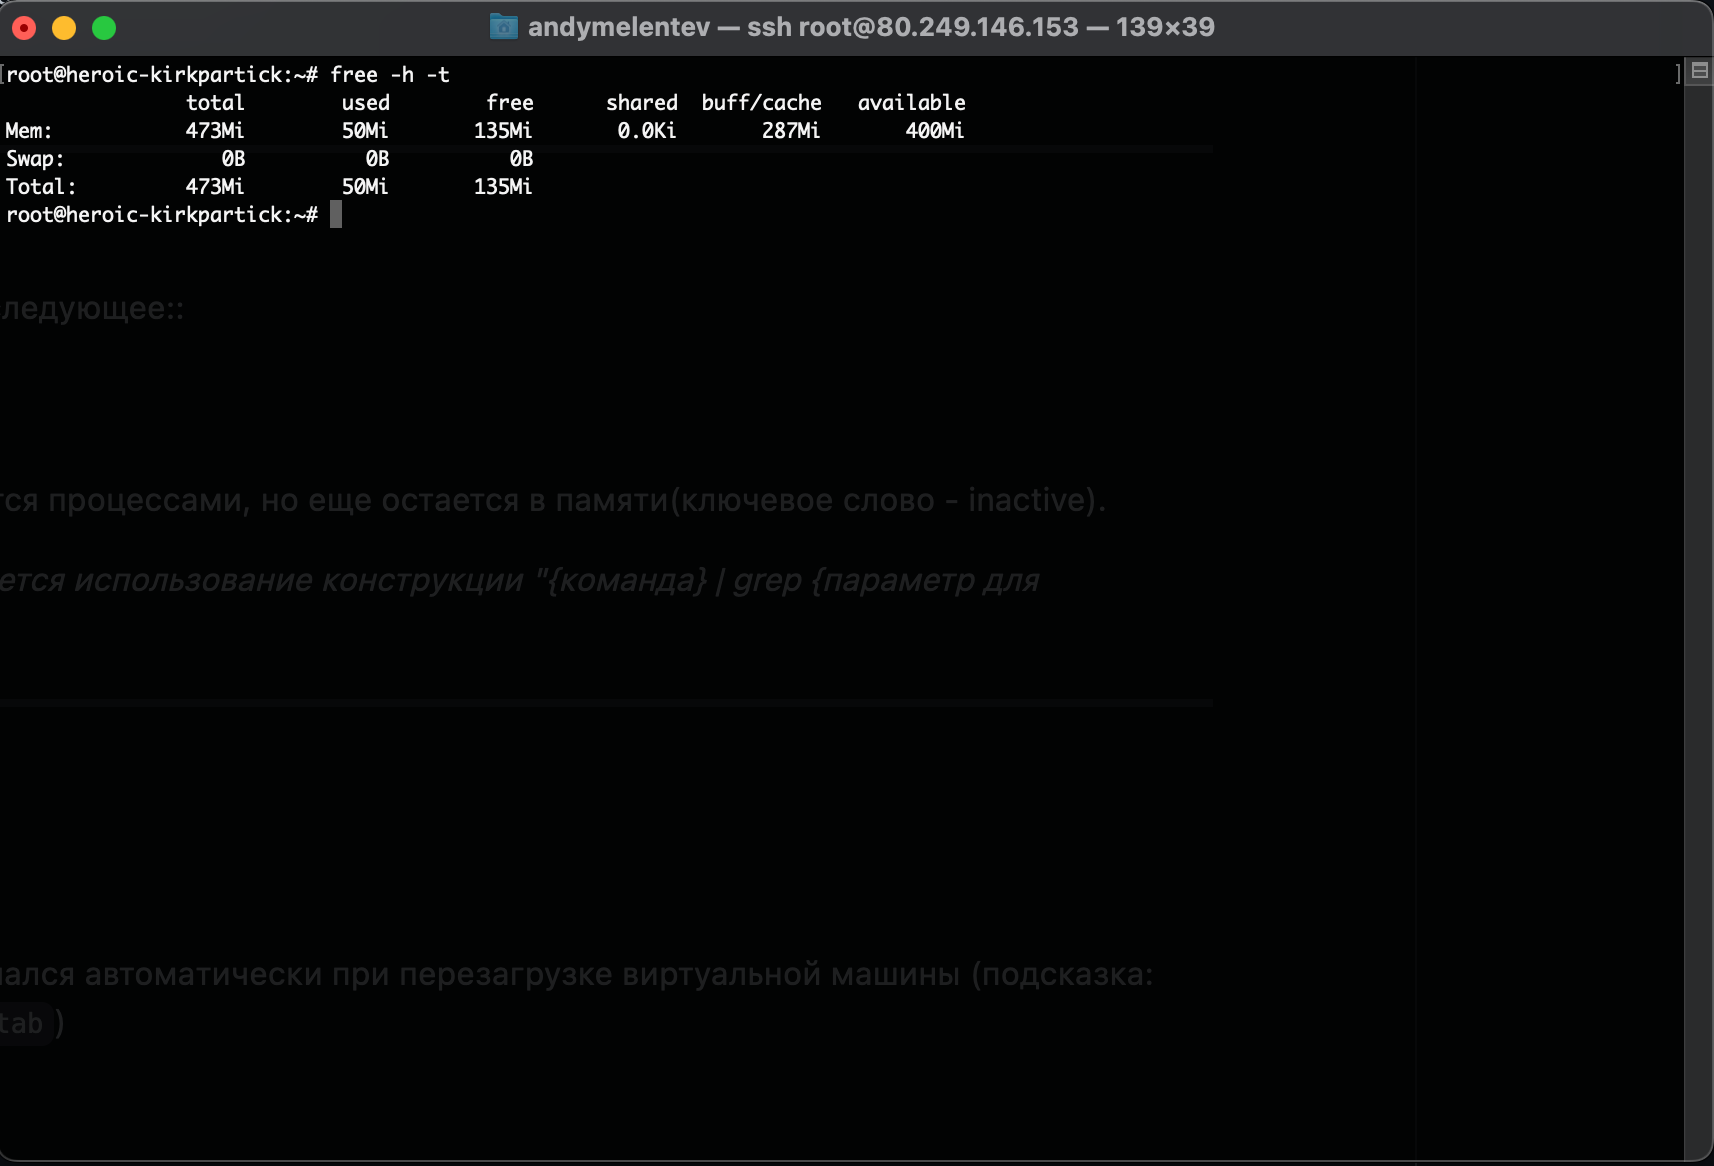 andymelentev — ssh root@80.249.146.153 — 139×39
[root@heroic-kirkpartick:~# free -h -t ]
total used free shared buff/cache available
Mem: 473Mi 50Mi 135Mi 0.0Ki 287Mi 400Mi
Swap: 0B 0B 0B
Total: 473Mi 50Mi 135Mi
root@heroic-kirkpartick:~#
ледующее::
тся процессами, но еще остается в памяти(ключевое слово - inactive).
ется использование конструкции "{команда} | grep {параметр для
ался автоматически при перезагрузке виртуальной машины (подсказка:
tab )